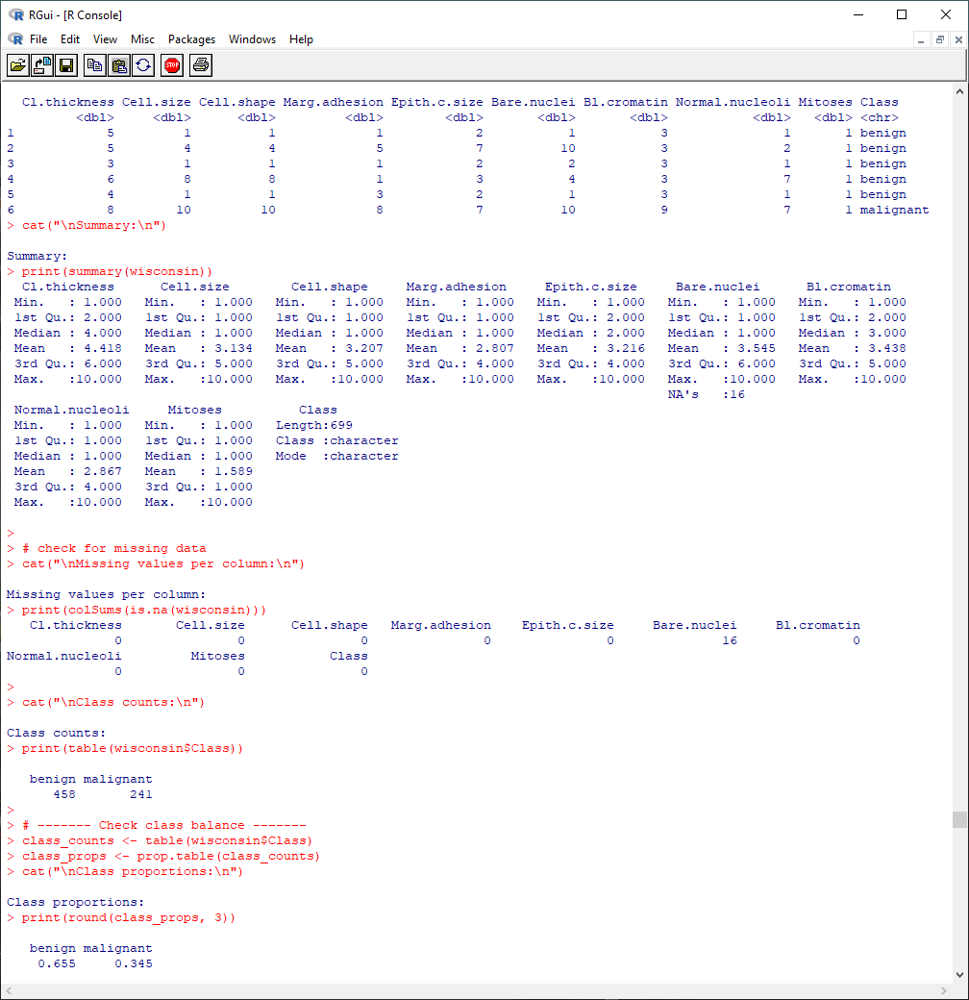 RGui - [R Console]
File Edit View Misc Packages Windows Help
STOP
  Cl.thickness Cell.size Cell.shape Marg.adhesion Epith.c.size Bare.nuclei Bl.cromatin Normal.nucleoli Mitoses Class
         <dbl>     <dbl>      <dbl>         <dbl>        <dbl>       <dbl>       <dbl>           <dbl>   <dbl> <chr>
1            5         1          1             1            2           1           3               1       1 benign
2            5         4          4             5            7          10           3               2       1 benign
3            3         1          1             1            2           2           3               1       1 benign
4            6         8          8             1            3           4           3               7       1 benign
5            4         1          1             3            2           1           3               1       1 benign
6            8        10         10             8            7          10           9               7       1 malignant
> cat("\nSummary:\n")
Summary:
> print(summary(wisconsin))
  Cl.thickness      Cell.size        Cell.shape     Marg.adhesion     Epith.c.size     Bare.nuclei      Bl.cromatin
 Min.   : 1.000   Min.   : 1.000   Min.   : 1.000   Min.   : 1.000   Min.   : 1.000   Min.   : 1.000   Min.   : 1.000
 1st Qu.: 2.000   1st Qu.: 1.000   1st Qu.: 1.000   1st Qu.: 1.000   1st Qu.: 2.000   1st Qu.: 1.000   1st Qu.: 2.000
 Median : 4.000   Median : 1.000   Median : 1.000   Median : 1.000   Median : 2.000   Median : 1.000   Median : 3.000
 Mean   : 4.418   Mean   : 3.134   Mean   : 3.207   Mean   : 2.807   Mean   : 3.216   Mean   : 3.545   Mean   : 3.438
 3rd Qu.: 6.000   3rd Qu.: 5.000   3rd Qu.: 5.000   3rd Qu.: 4.000   3rd Qu.: 4.000   3rd Qu.: 6.000   3rd Qu.: 5.000
 Max.   :10.000   Max.   :10.000   Max.   :10.000   Max.   :10.000   Max.   :10.000   Max.   :10.000   Max.   :10.000
                                                                                      NA's   :16
 Normal.nucleoli     Mitoses          Class
 Min.   : 1.000   Min.   : 1.000   Length:699
 1st Qu.: 1.000   1st Qu.: 1.000   Class :character
 Median : 1.000   Median : 1.000   Mode  :character
 Mean   : 2.867   Mean   : 1.589
 3rd Qu.: 4.000   3rd Qu.: 1.000
 Max.   :10.000   Max.   :10.000
>
> # check for missing data
> cat("\nMissing values per column:\n")
Missing values per column:
> print(colSums(is.na(wisconsin)))
   Cl.thickness       Cell.size      Cell.shape   Marg.adhesion    Epith.c.size     Bare.nuclei     Bl.cromatin
              0               0               0               0               0              16               0
Normal.nucleoli         Mitoses           Class
              0               0               0
>
> cat("\nClass counts:\n")
Class counts:
> print(table(wisconsin$Class))
   benign malignant
      458       241
>
> # ------- Check class balance -------
> class_counts <- table(wisconsin$Class)
> class_props <- prop.table(class_counts)
> cat("\nClass proportions:\n")
Class proportions:
> print(round(class_props, 3))
   benign malignant
    0.655     0.345